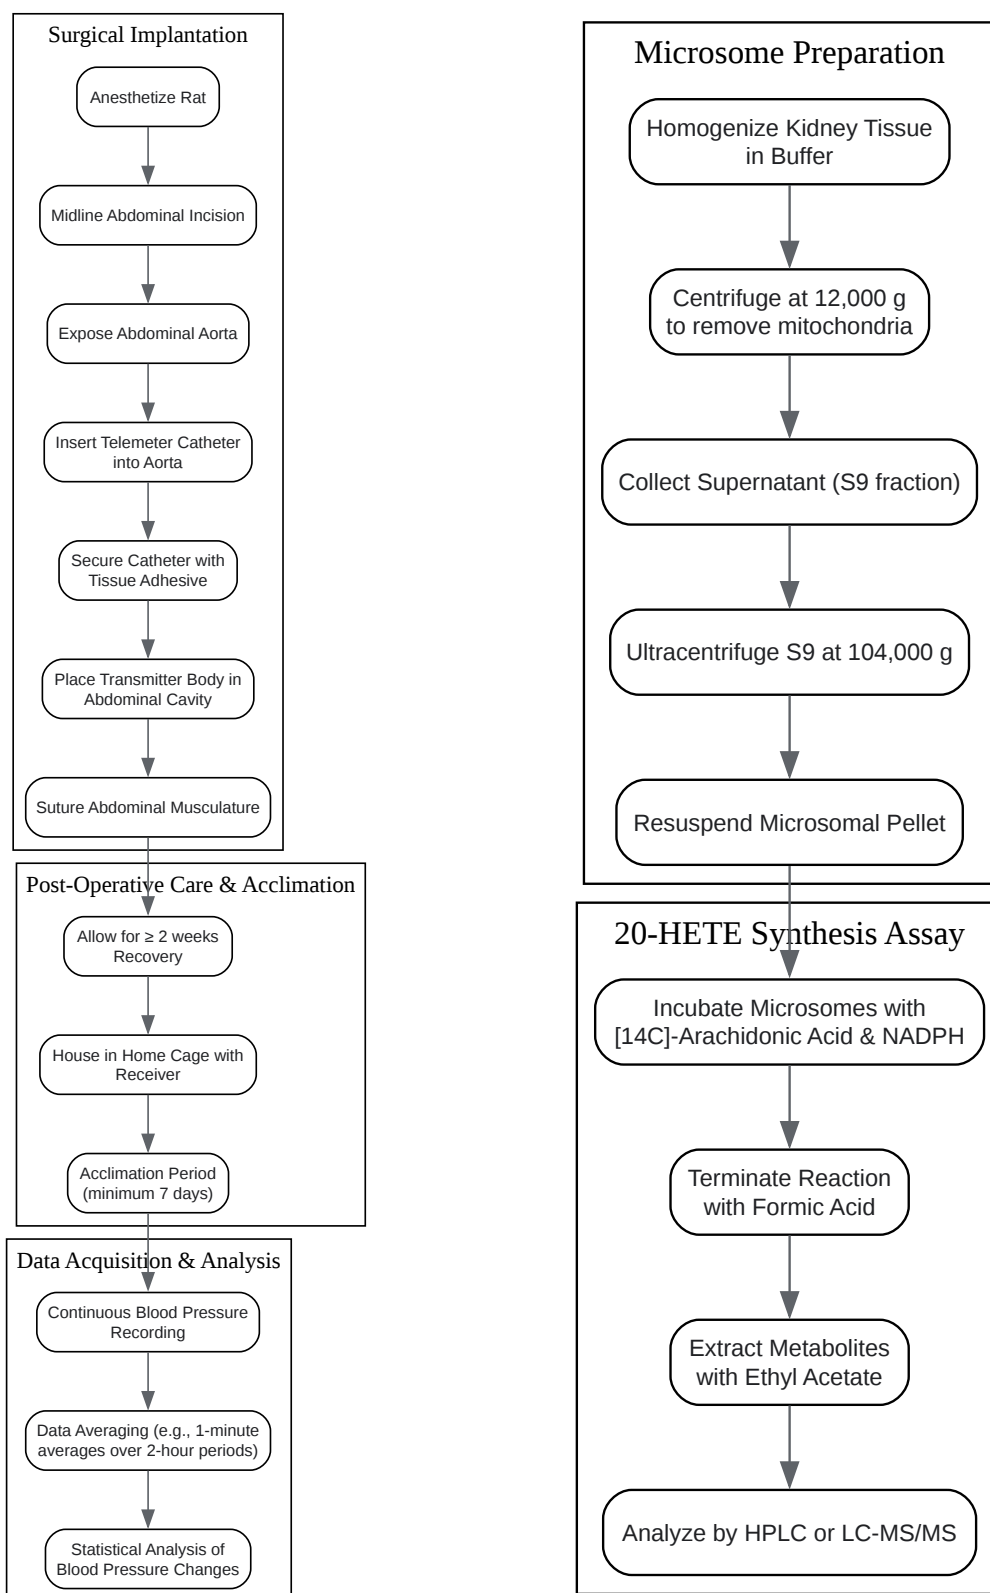 Surgical Implantation
Anesthetize Rat
Midline Abdominal Incision
Expose Abdominal Aorta
Insert Telemeter Catheter
into Aorta
Secure Catheter with
Tissue Adhesive
Place Transmitter Body in
Abdominal Cavity
Suture Abdominal Musculature
Post-Operative Care & Acclimation
Allow for ≥ 2 weeks
Recovery
House in Home Cage with
Receiver
Acclimation Period
(minimum 7 days)
Data Acquisition & Analysis
Continuous Blood Pressure
Recording
Data Averaging (e.g., 1-minute
averages over 2-hour periods)
Statistical Analysis of
Blood Pressure Changes
Microsome Preparation
Homogenize Kidney Tissue
in Buffer
Centrifuge at 12,000 g
to remove mitochondria
Collect Supernatant (S9 fraction)
Ultracentrifuge S9 at 104,000 g
Resuspend Microsomal Pellet
20-HETE Synthesis Assay
Incubate Microsomes with
[14C]-Arachidonic Acid & NADPH
Terminate Reaction
with Formic Acid
Extract Metabolites
with Ethyl Acetate
Analyze by HPLC or LC-MS/MS